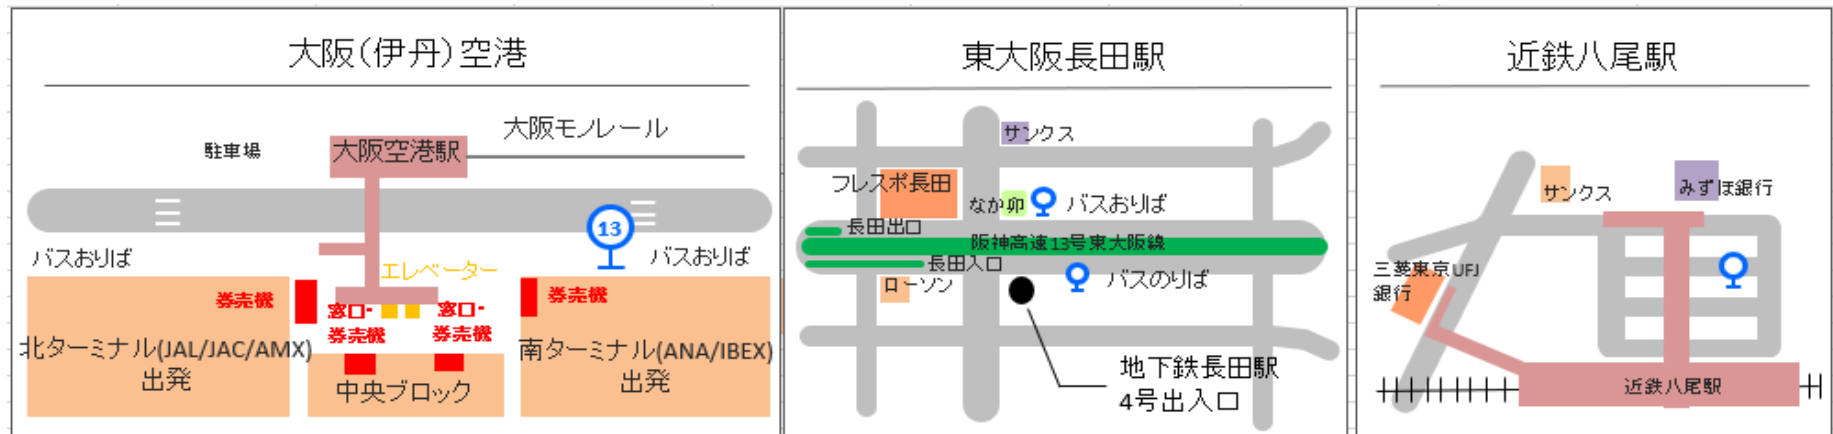 大阪(伊丹)空港
大阪モノレール
駐車場
大阪空港駅
13
バスおりば
バスおりば
エレベーター
券売機
券売機
窓口・
券売機
窓口・
券売機
北ターミナル(JAL/JAC/AMX)
出発
南ターミナル(ANA/IBEX)
出発
中央ブロック
東大阪長田駅
サンクス
フレスポ長田
なか卯
バスおりば
長田出口
阪神高速13号東大阪線
長田入口
ローソン
バスのりば
地下鉄長田駅
4号出入口
近鉄八尾駅
サンクス
みずほ銀行
三菱東京UFJ
銀行
近鉄八尾駅